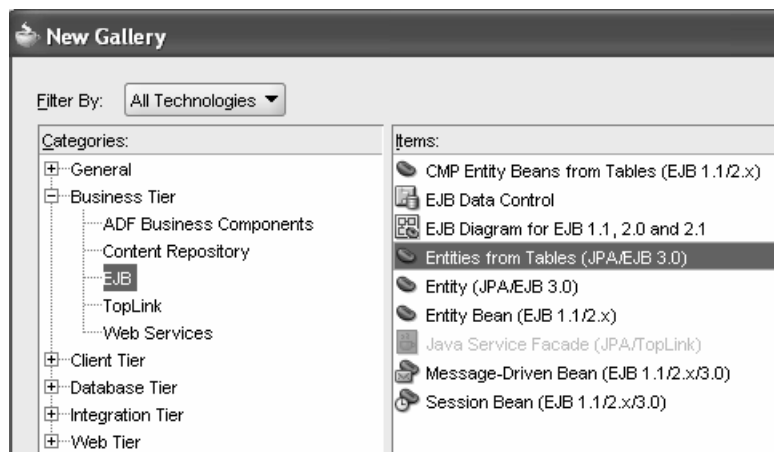 New Gallery
Filter By: All Technologies
Categories:
General
Business Tier
ADF Business Components
Content Repository
EJB
TopLink
Web Services
Client Tier
Database Tier
Integration Tier
Web Tier
Items:
CMP Entity Beans from Tables (EJB 1.1/2.x)
EJB Data Control
EJB Diagram for EJB 1.1, 2.0 and 2.1
Entities from Tables (JPA/EJB 3.0)
Entity (JPA/EJB 3.0)
Entity Bean (EJB 1.1/2.x)
Java Service Facade (JPA/TopLink)
Message-Driven Bean (EJB 1.1/2.x/3.0)
Session Bean (EJB 1.1/2.x/3.0)